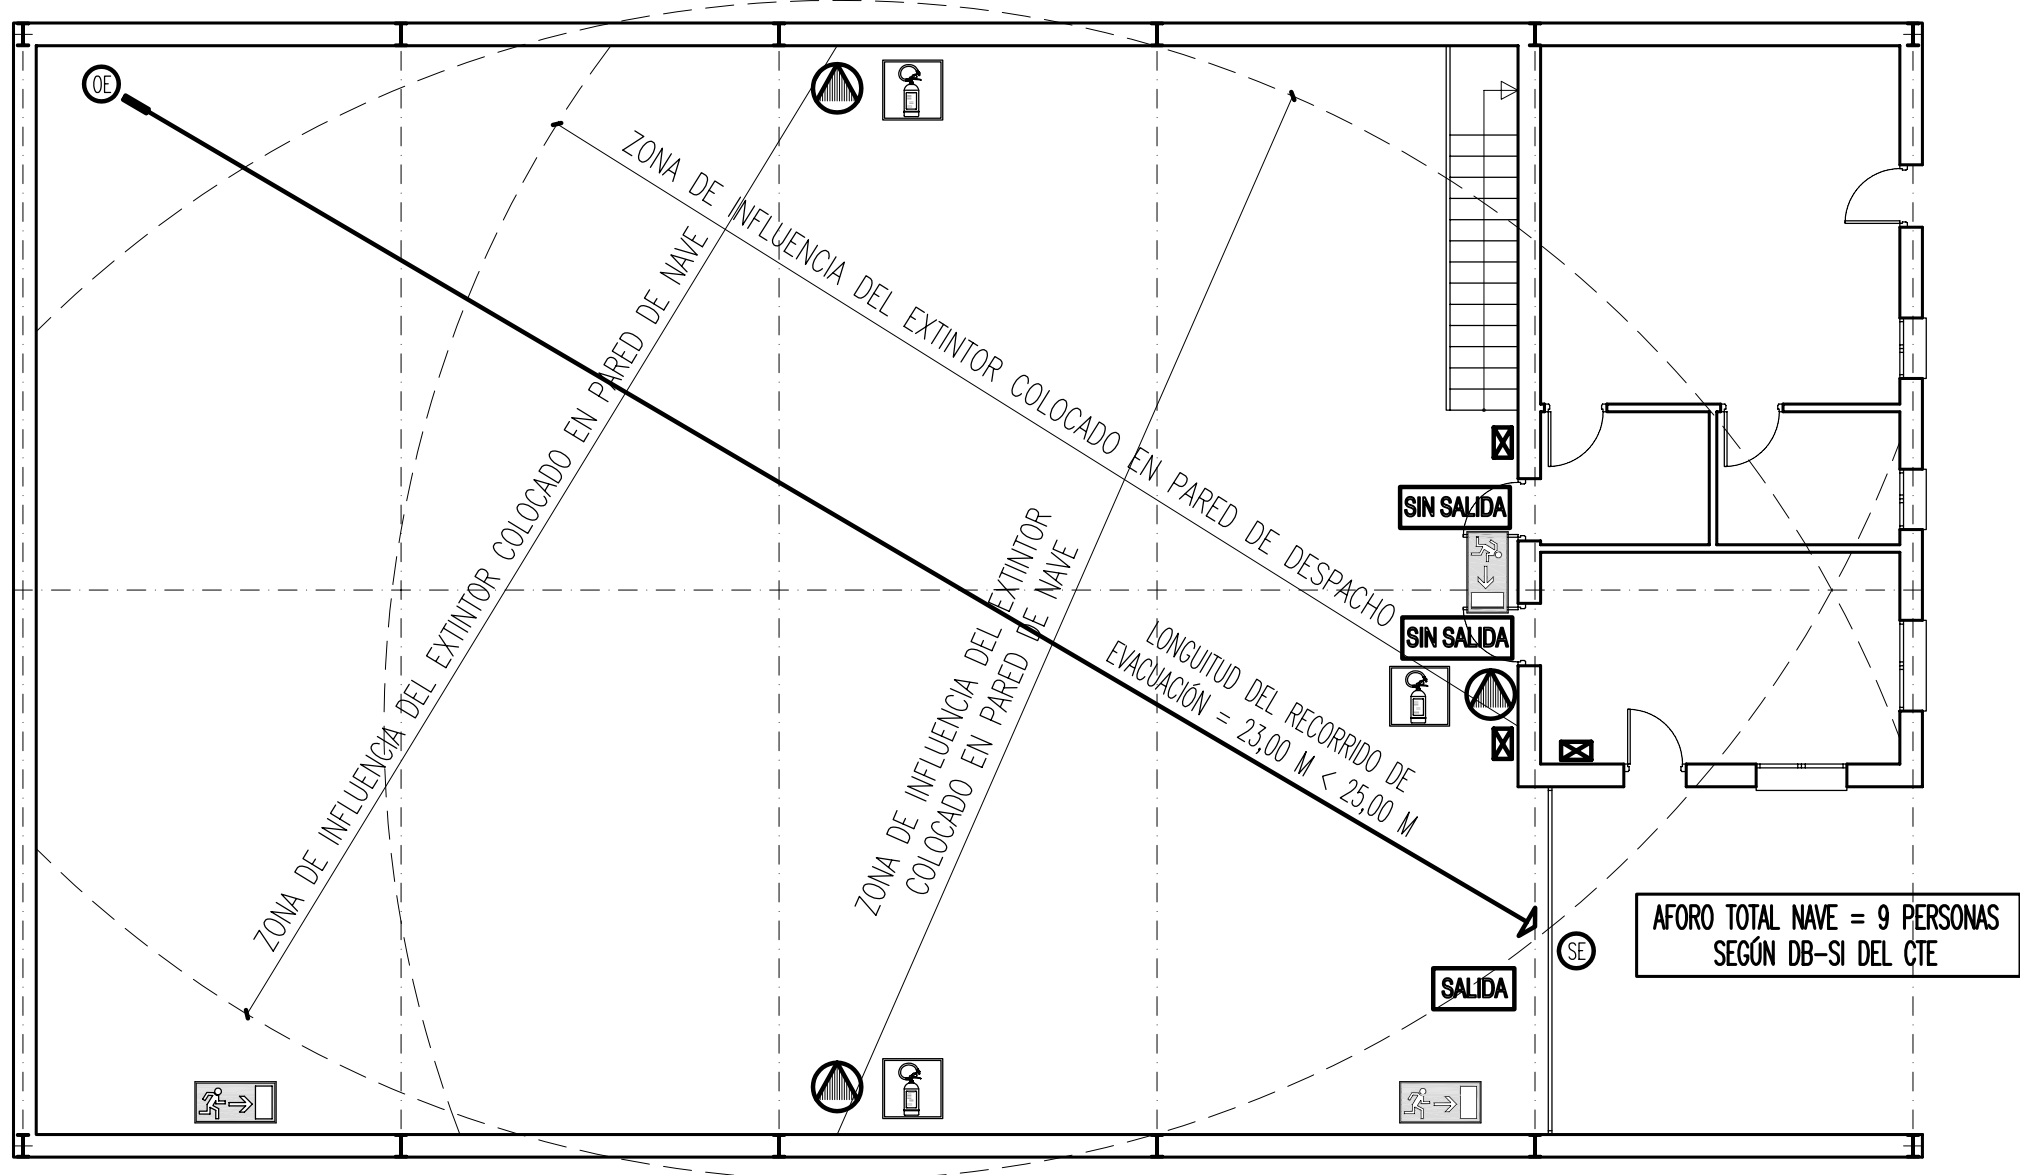 OE
ZONA DE INFLUENCIA DEL EXTINTOR COLOCADO EN PARED DE DESPACHO
ZONA DE INFLUENCIA DEL EXTINTOR COLOCADO EN PARED DE NAVE
ZONA DE INFLUENCIA DEL EXTINTOR
COLOCADO EN PARED DE NAVE
SIN SALIDA
SIN SALIDA
LONGUITUD DEL RECORRIDO DE
EVACUACIÓN = 23,00 M < 25,00 M
SE
SALIDA
AFORO TOTAL NAVE = 9 PERSONAS
SEGÚN DB-SI DEL CTE